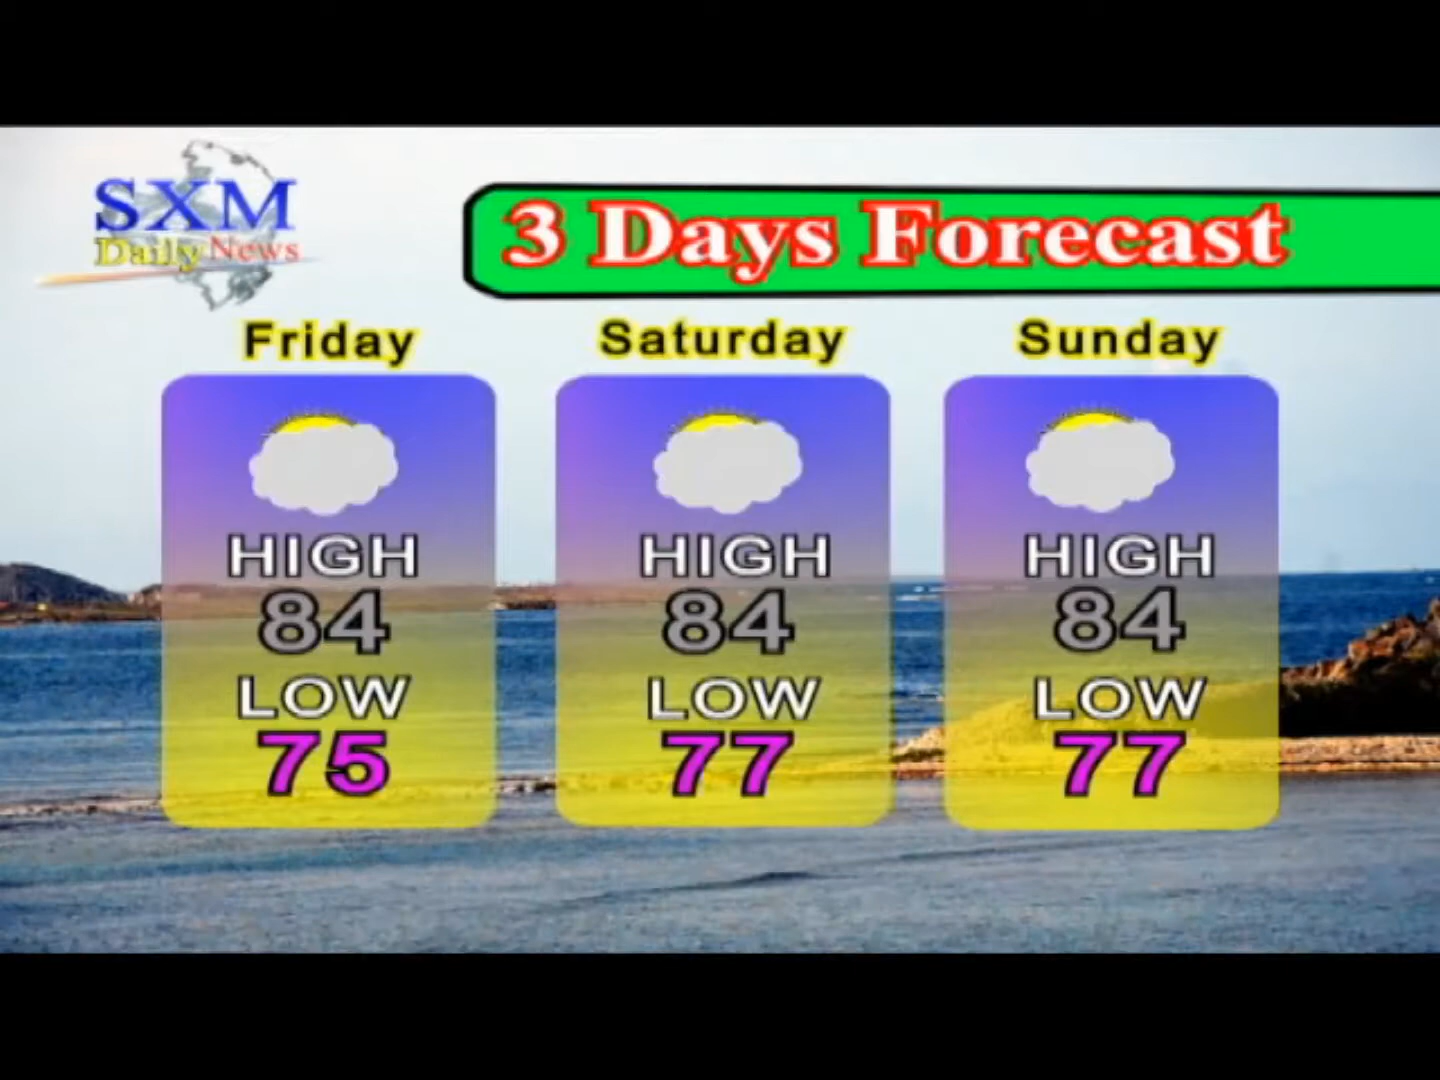 SXM
Daily News
3 Days Forecast
Friday
Saturday
Sunday
HIGH
84
LOW
75
HIGH
84
LOW
77
HIGH
84
LOW
77